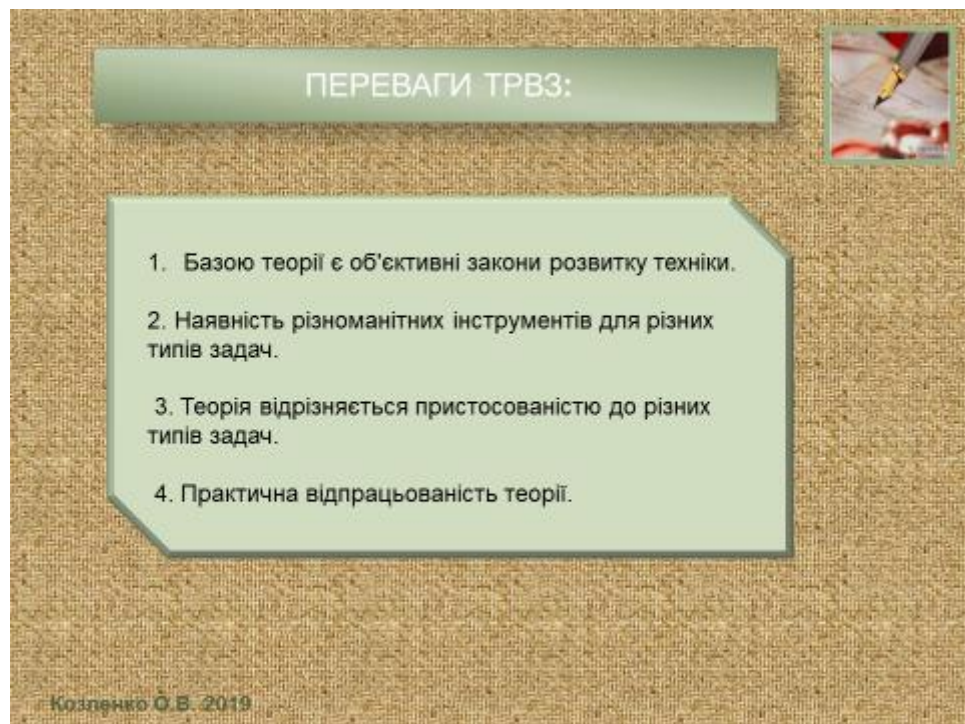 ПЕРЕВАГИ ТРВЗ:
1. Базою теорії є об'єктивні закони розвитку техніки.
2. Наявність різноманітних інструментів для різних
типів задач.
3. Теорія відрізняється пристосованістю до різних
типів задач.
4. Практична відпрацьованість теорії.
Козленко О.В. 2019